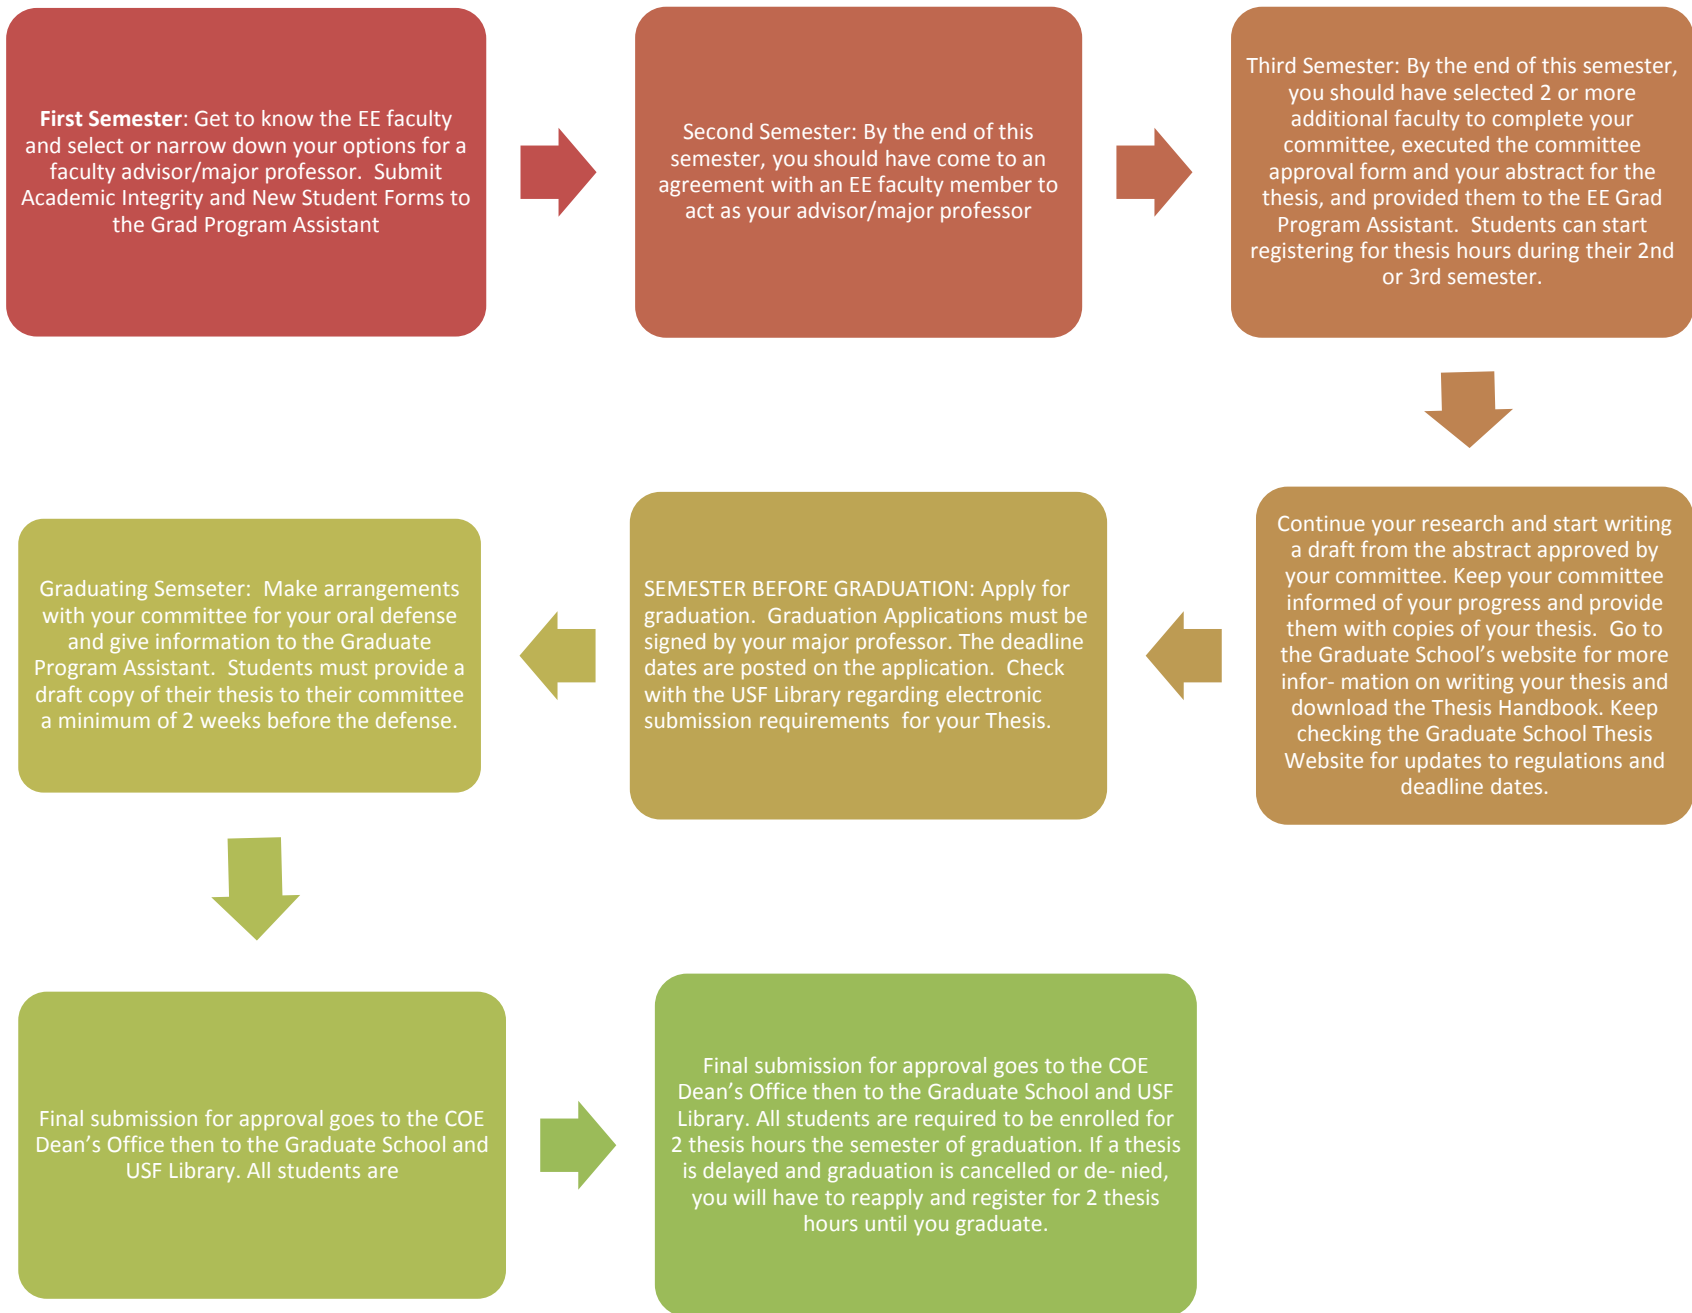 First Semester: Get to know the EE faculty
and select or narrow down your options for a
faculty advisor/major professor.  Submit
Academic Integrity and New Student Forms to
the Grad Program Assistant
Second Semester: By the end of this
semester, you should have come to an
agreement with an EE faculty member to
act as your advisor/major professor
Third Semester: By the end of this semester,
you should have selected 2 or more
additional faculty to complete your
committee, executed the committee
approval form and your abstract for the
thesis, and provided them to the EE Grad
Program Assistant.  Students can start
registering for thesis hours during their 2nd
or 3rd semester.
Continue your research and start writing
a draft from the abstract approved by
your committee. Keep your committee
informed of your progress and provide
them with copies of your thesis.  Go to
the Graduate School’s website for more
infor- mation on writing your thesis and
download the Thesis Handbook. Keep
checking the Graduate School Thesis
Website for updates to regulations and
deadline dates.
SEMESTER BEFORE GRADUATION: Apply for
graduation.  Graduation Applications must be
signed by your major professor. The deadline
dates are posted on the application.  Check
with the USF Library regarding electronic
submission requirements  for your Thesis.
Graduating Semseter:  Make arrangements
with your committee for your oral defense
and give information to the Graduate
Program Assistant.  Students must provide a
draft copy of their thesis to their committee
a minimum of 2 weeks before the defense.
Final submission for approval goes to the COE
Dean’s Office then to the Graduate School and
USF Library. All students are
Final submission for approval goes to the COE
Dean’s Office then to the Graduate School and USF
Library. All students are required to be enrolled for
2 thesis hours the semester of graduation. If a thesis
is delayed and graduation is cancelled or de- nied,
you will have to reapply and register for 2 thesis
hours until you graduate.